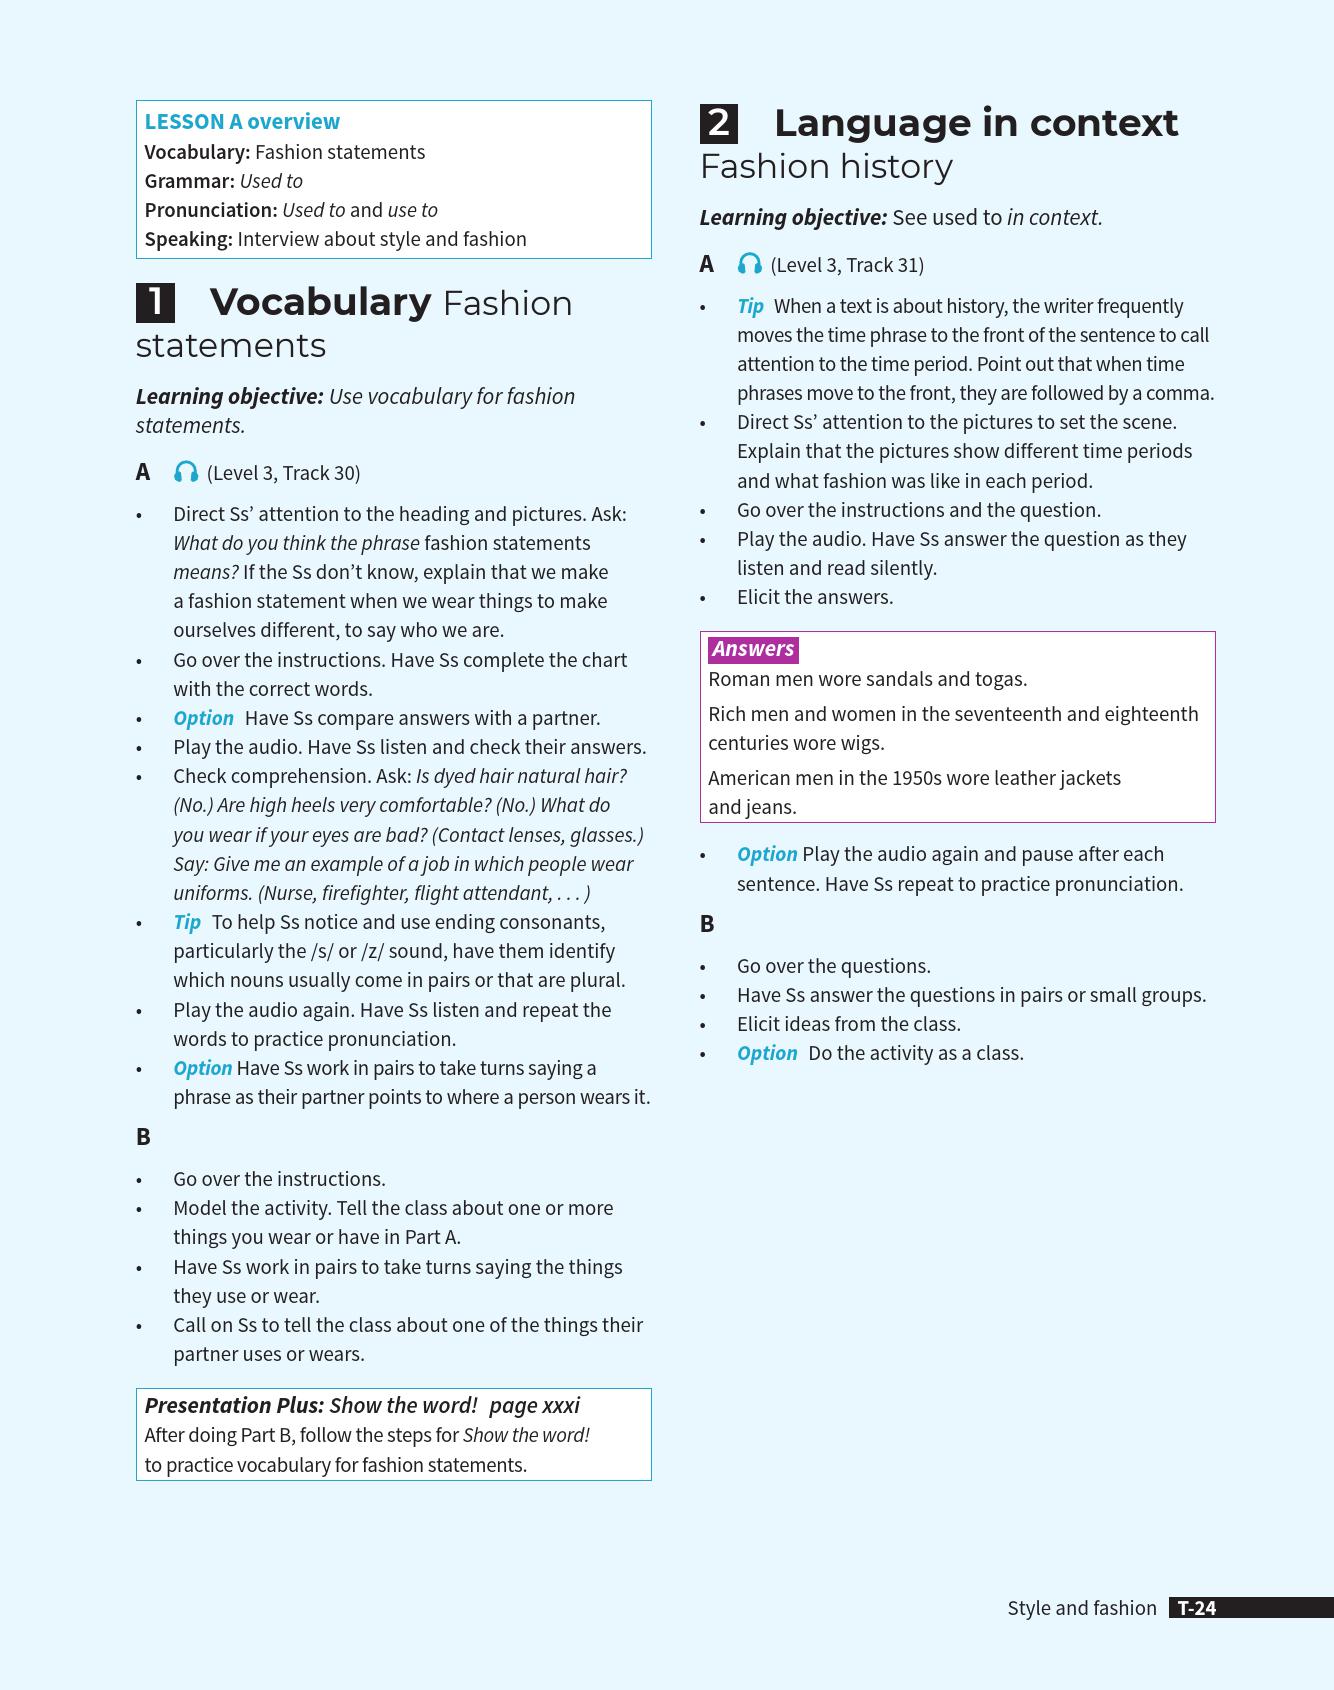 LESSON A overview
Vocabulary: Fashion statements
Grammar: Used to
Pronunciation: Used to and use to
Speaking: Interview about style and fashion
1 Vocabulary Fashion
statements
Learning objective: Use vocabulary for fashion
statements.
A (Level 3, Track 30)
• Direct Ss’ attention to the heading and pictures. Ask:
What do you think the phrase fashion statements
means? If the Ss don’t know, explain that we make
a fashion statement when we wear things to make
ourselves different, to say who we are.
• Go over the instructions. Have Ss complete the chart
with the correct words.
• Option Have Ss compare answers with a partner.
• Play the audio. Have Ss listen and check their answers.
• Check comprehension. Ask: Is dyed hair natural hair?
(No.) Are high heels very comfortable? (No.) What do
you wear if your eyes are bad? (Contact lenses, glasses.)
Say: Give me an example of a job in which people wear
uniforms. (Nurse, firefighter, flight attendant, . . . )
• Tip To help Ss notice and use ending consonants,
particularly the /s/ or /z/ sound, have them identify
which nouns usually come in pairs or that are plural.
• Play the audio again. Have Ss listen and repeat the
words to practice pronunciation.
• Option Have Ss work in pairs to take turns saying a
phrase as their partner points to where a person wears it.
B
• Go over the instructions.
• Model the activity. Tell the class about one or more
things you wear or have in Part A.
• Have Ss work in pairs to take turns saying the things
they use or wear.
• Call on Ss to tell the class about one of the things their
partner uses or wears.
Presentation Plus: Show the word! page xxxi
After doing Part B, follow the steps for Show the word!
to practice vocabulary for fashion statements.
2 Language in context
Fashion history
Learning objective: See used to in context.
A (Level 3, Track 31)
• Tip When a text is about history, the writer frequently
moves the time phrase to the front of the sentence to call
attention to the time period. Point out that when time
phrases move to the front, they are followed by a comma.
• Direct Ss’ attention to the pictures to set the scene.
Explain that the pictures show different time periods
and what fashion was like in each period.
• Go over the instructions and the question.
• Play the audio. Have Ss answer the question as they
listen and read silently.
• Elicit the answers.
Answers
Roman men wore sandals and togas.
Rich men and women in the seventeenth and eighteenth
centuries wore wigs.
American men in the 1950s wore leather jackets
and jeans.
• Option Play the audio again and pause after each
sentence. Have Ss repeat to practice pronunciation.
B
• Go over the questions.
• Have Ss answer the questions in pairs or small groups.
• Elicit ideas from the class.
• Option Do the activity as a class.
Style and fashion T-24